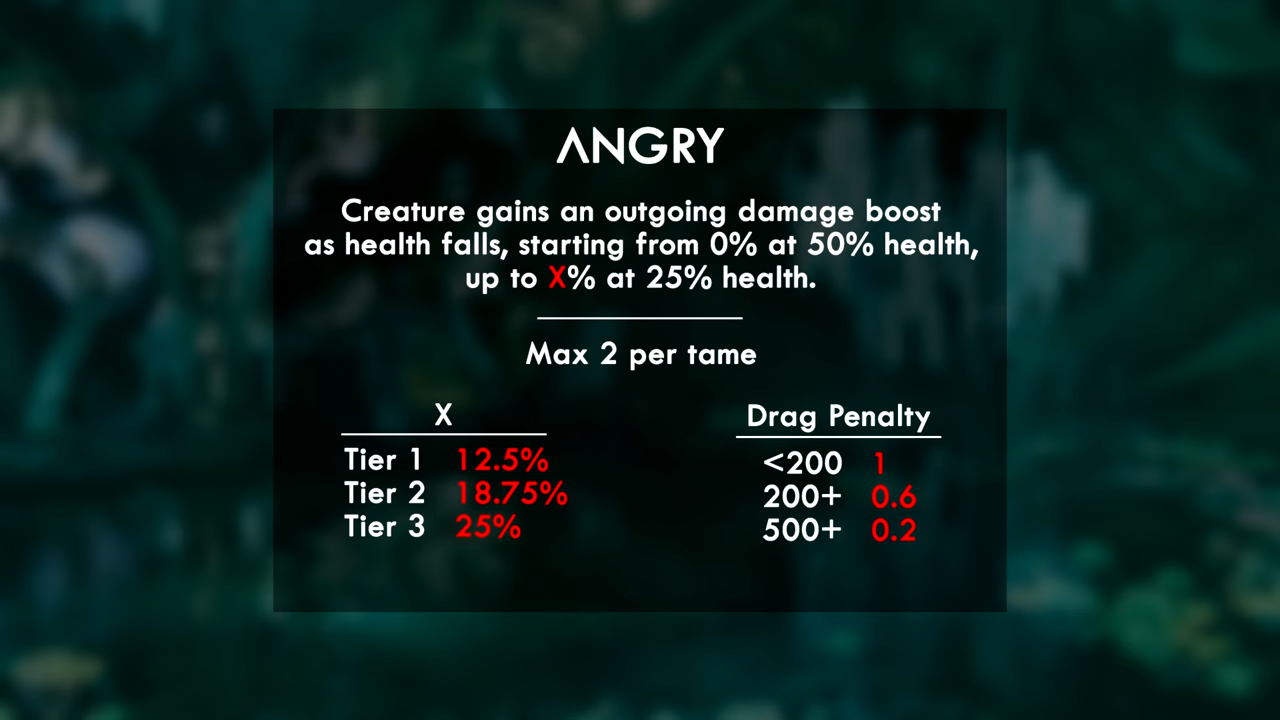 ANGRY
Creature gains an outgoing damage boost
as health falls, starting from 0% at 50% health,
up to X% at 25% health.
Max 2 per tame
X
Tier 1 12.5%
Tier 2 18.75%
Tier 3 25%
Drag Penalty
<200 1
200+ 0.6
500+ 0.2